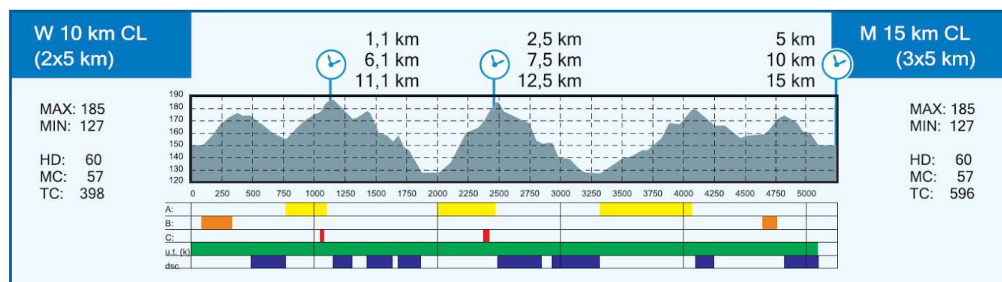 W 10 km CL
(2x5 km)
1,1 km
6,1 km
11,1 km
2,5 km
7,5 km
12,5 km
5 km
10 km
15 km
M 15 km CL
(3x5 km)
MAX: 185
MIN: 127
HD: 60
MC: 57
TC: 398
190
180
170
160
150
140
130
120
0 250 500 750 1000 1250 1500 1750 2000 2250 2500 2750 3000 3250 3500 3750 4000 4250 4500 4750 5000
MAX: 185
MIN: 127
HD: 60
MC: 57
TC: 596
A:
B:
C:
u.t. (k)
dsc.